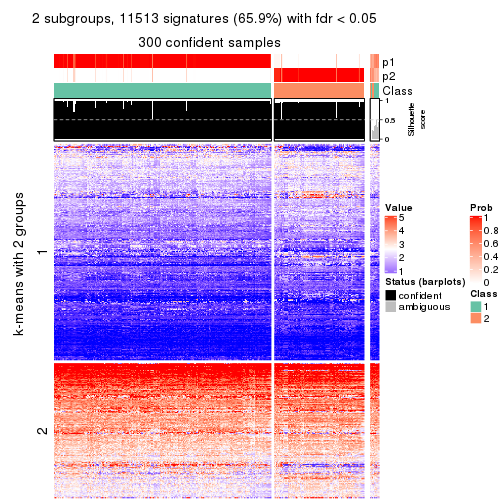 2 subgroups, 11513 signatures (65.9%) with fdr < 0.05
300 confident samples
p1
p2
Class
1
0.5
0
Silhouette
score
k-means with 2 groups
1
2
Value
5
4
3
2
1
Status (barplots)
confident
ambiguous
Prob
1
0.8
0.6
0.4
0.2
0
Class
1
2